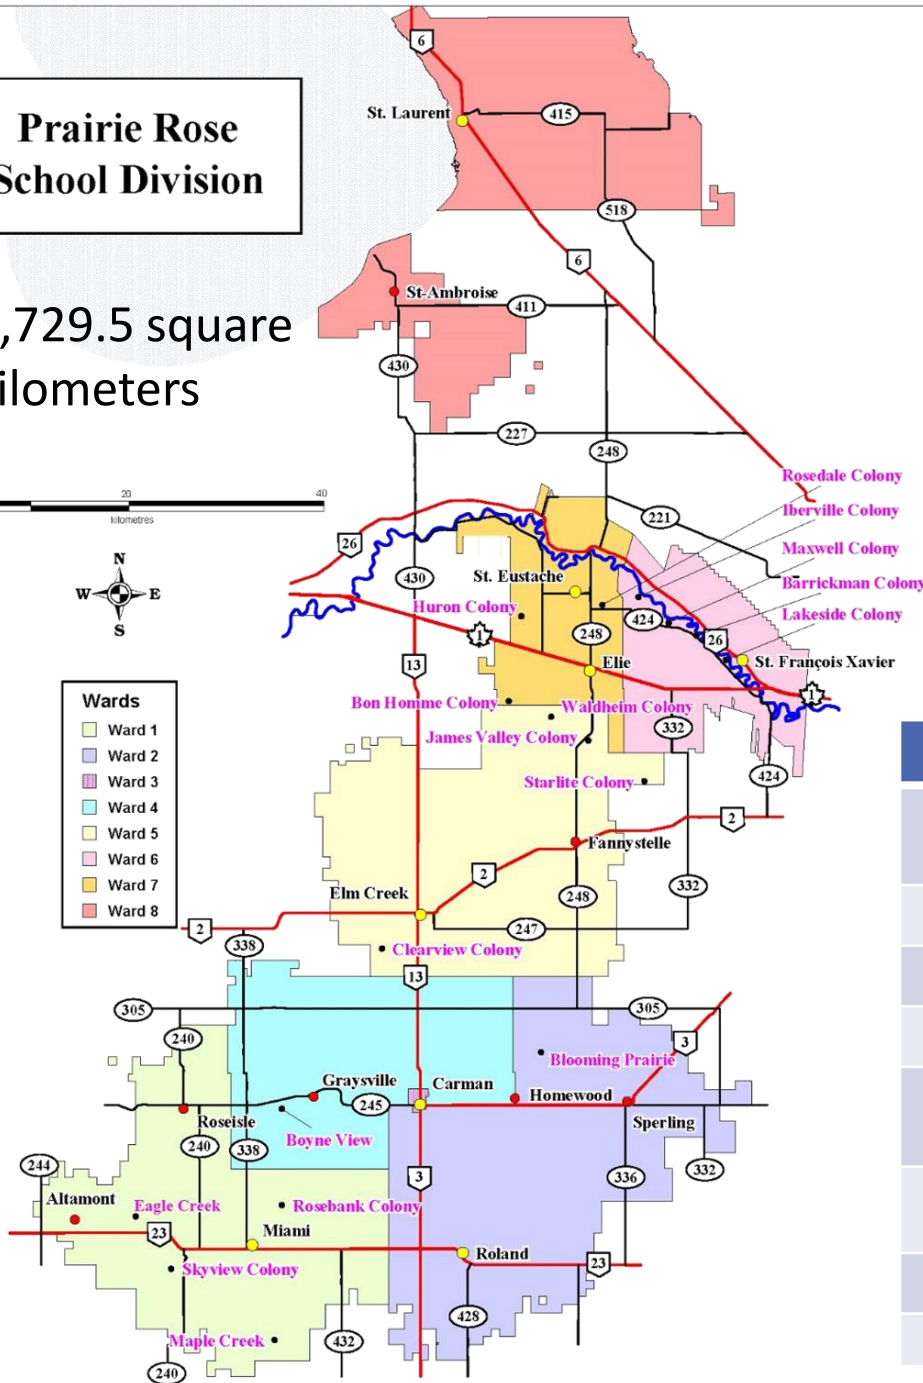 6
St. Laurent
415
Prairie Rose
School Division
518
6
St-Ambroise
411
,729.5 square
ilometers
430
227
248
Rosedale Colony
20
40
kilometres
Iberville Colony
221
26
N
Maxwell Colony
St. Eustache
430
Barrickman Colony
W
E
Huron Colony
Lakeside Colony
S
424
1
248
26
13
Elie
St. François Xavier
1
Wards
Bon Homme Colony
Waldheim Colony
Ward 1
332
James Valley Colony
Ward 2
424
Ward 3
Starlite Colony
Ward 4
2
Ward 5
Fannystelle
Ward 6
2
Ward 7
332
Elm Creek
248
Ward 8
2
247
338
Clearview Colony
13
305
305
240
3
Blooming Prairie
Graysville
Carman
245
Homewood
Roseisle
Sperling
Boyne View
240
338
244
332
3
336
Altamont
Eagle Creek
Rosebank Colony
23
Miami
Roland
23
Skyview Colony
428
Maple Creek
432
240